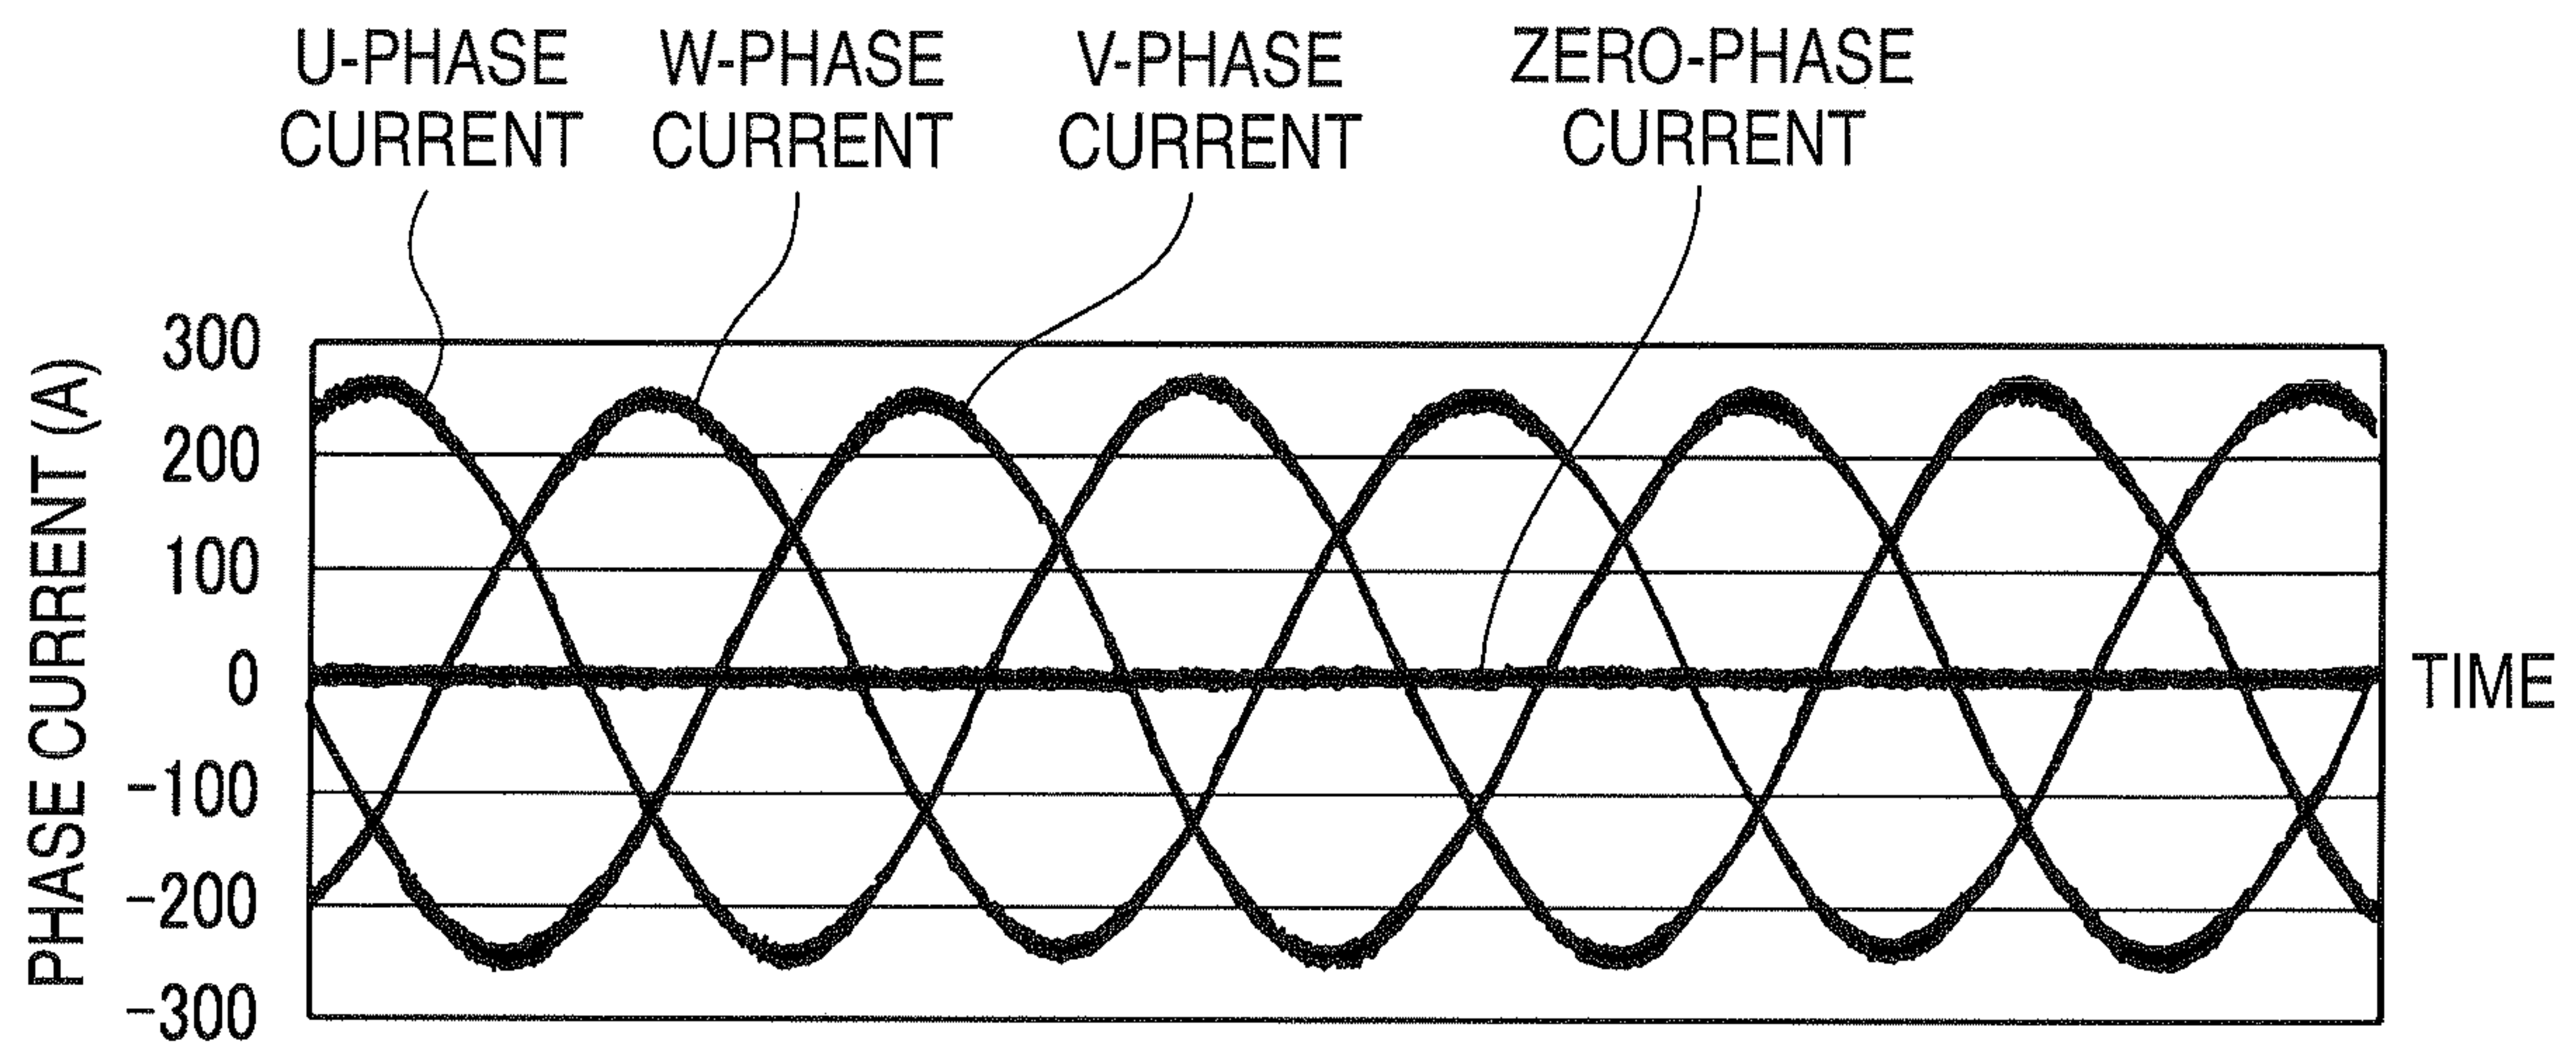 U-PHASE
CURRENT
W-PHASE
CURRENT
V-PHASE
CURRENT
ZERO-PHASE
CURRENT
PHASE CURRENT (A)
300
200
100
0
-100
-200
-300
TIME